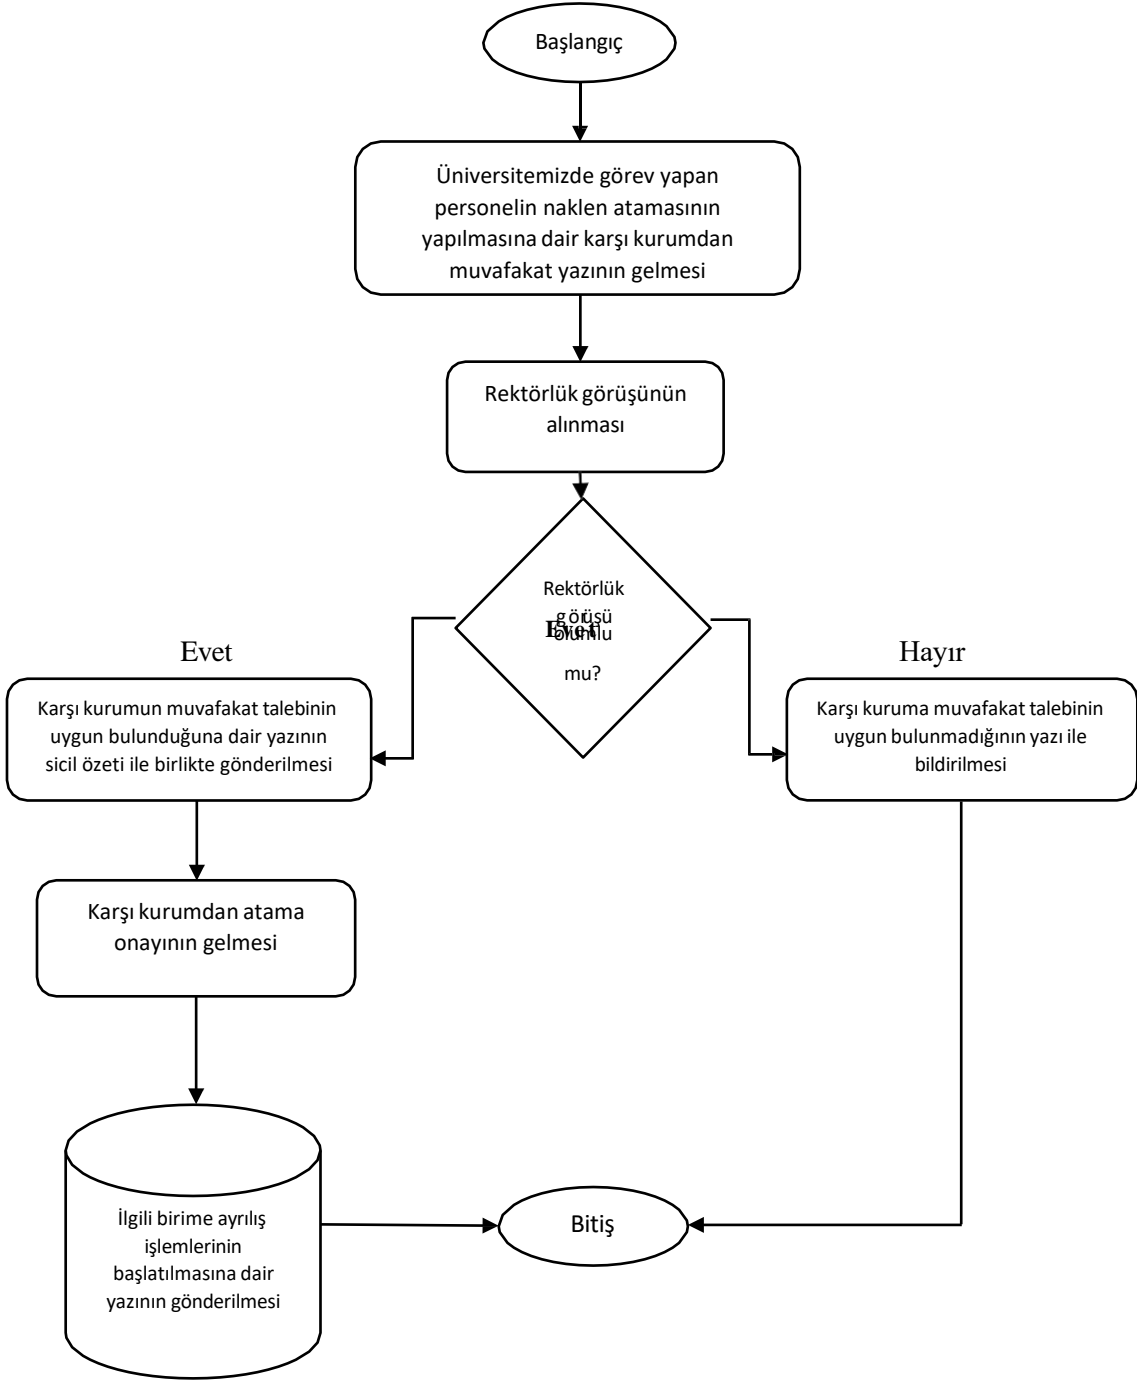 Başlangıç
Üniversitemizde görev yapan
personelin naklen atamasının
yapılmasına dair karşı kurumdan
muvafakat yazının gelmesi
Rektörlük görüşünün
alınması
Rektörlük
görüşü
Evet
olumlu
mu?
Evet
Hayır
Karşı kurumun muvafakat talebinin
uygun bulunduğuna dair yazının
sicil özeti ile birlikte gönderilmesi
Karşı kuruma muvafakat talebinin
uygun bulunmadığının yazı ile
bildirilmesi
Karşı kurumdan atama
onayının gelmesi
İlgili birime ayrılış
işlemlerinin
başlatılmasına dair
yazının gönderilmesi
Bitiş